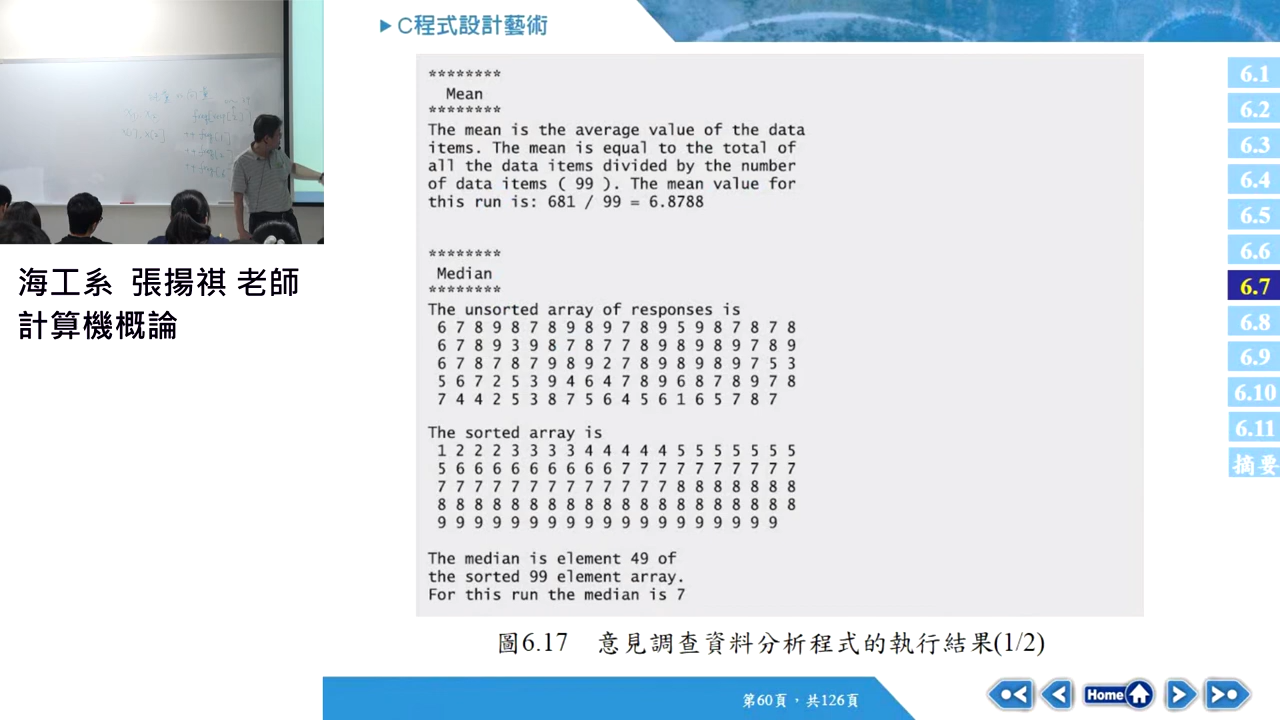 C程式設計藝術
********
Mean
********
The mean is the average value of the data
items. The mean is equal to the total of
all the data items divided by the number
of data items ( 99 ). The mean value for
this run is: 681 / 99 = 6.8788
********
Median
********
The unsorted array of responses is
6 7 8 9 8 7 8 9 8 9 7 8 9 5 9 8 7 8 7 8
6 7 8 9 3 9 8 7 8 7 7 8 9 8 9 8 9 7 8 9
6 7 8 7 8 7 9 8 9 2 7 8 9 8 9 8 9 7 5 3
5 6 7 2 5 3 9 4 6 4 7 8 9 6 8 7 8 9 7 8
7 4 4 2 5 3 8 7 5 6 4 5 6 1 6 5 7 8 7
The sorted array is
1 2 2 2 3 3 3 3 4 4 4 4 4 5 5 5 5 5 5 5
5 6 6 6 6 6 6 6 6 6 7 7 7 7 7 7 7 7 7 7
7 7 7 7 7 7 7 7 7 7 7 7 7 8 8 8 8 8 8 8
8 8 8 8 8 8 8 8 8 8 8 8 8 8 8 8 8 8 8 8
9 9 9 9 9 9 9 9 9 9 9 9 9 9 9 9 9 9 9
The median is element 49 of
the sorted 99 element array.
For this run the median is 7
圖6.17 意見調查資料分析程式的執行結果(1/2)
海工系 張揚祺 老師
計算機概論
6.1
6.2
6.3
6.4
6.5
6.6
6.7
6.8
6.9
6.10
6.11
摘要
第60頁，共126頁
Home